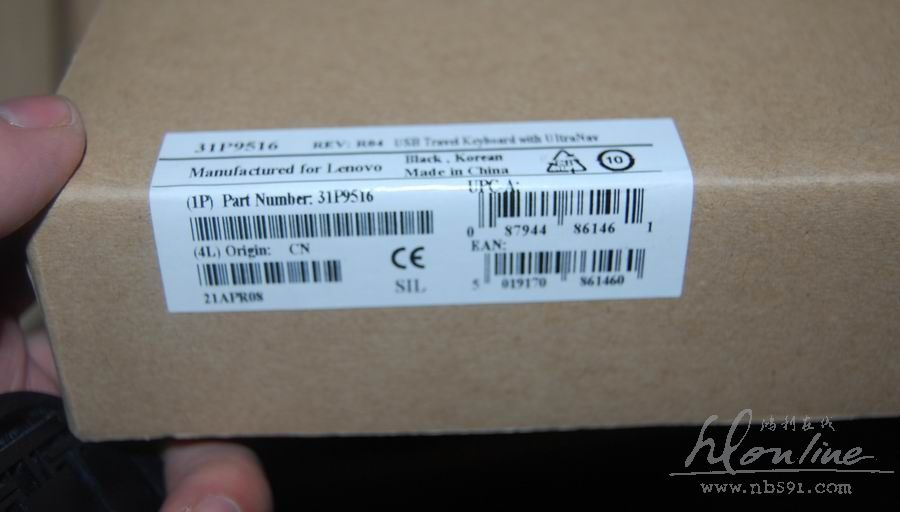 31P9516 REV: R04 USB Travel Keyboard with UltraNav
Manufactured for Lenovo
Black , Korean
Made in China
10
(1P) Part Number: 31P9516
UPC A:
0 87944 86146 1
(4L) Origin: CN
EAN:
5 019170 861460
21APR08
CE
SIL
鸿利在线
hlonline
www.nb591.com